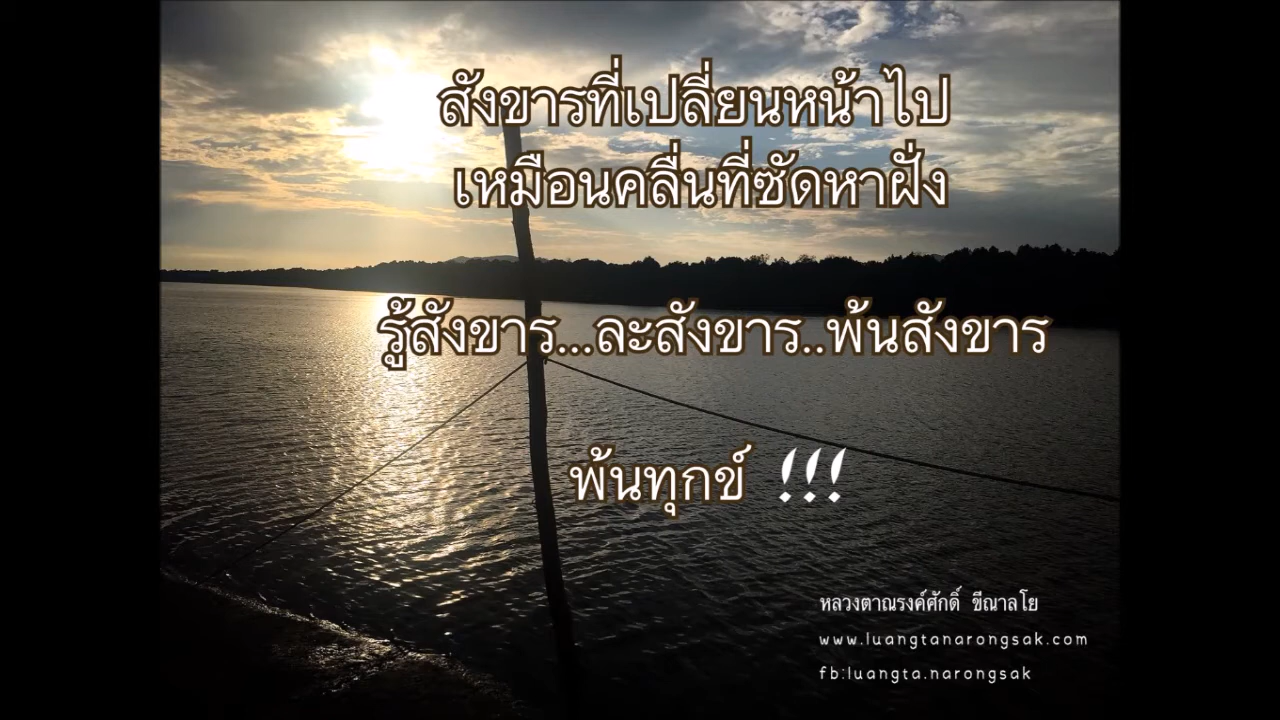 สังขารที่เปลี่ยนหน้าไป
เหมือนคลื่นที่ซัดหาฝั่ง
รู้สังขาร...ละสังขาร..พ้นสังขาร
พ้นทุกข์ !!!
หลวงตาณรงค์ศักดิ์ ขีณาลโย
www.luangtanarongsak.com
fb:luangta.narongsak